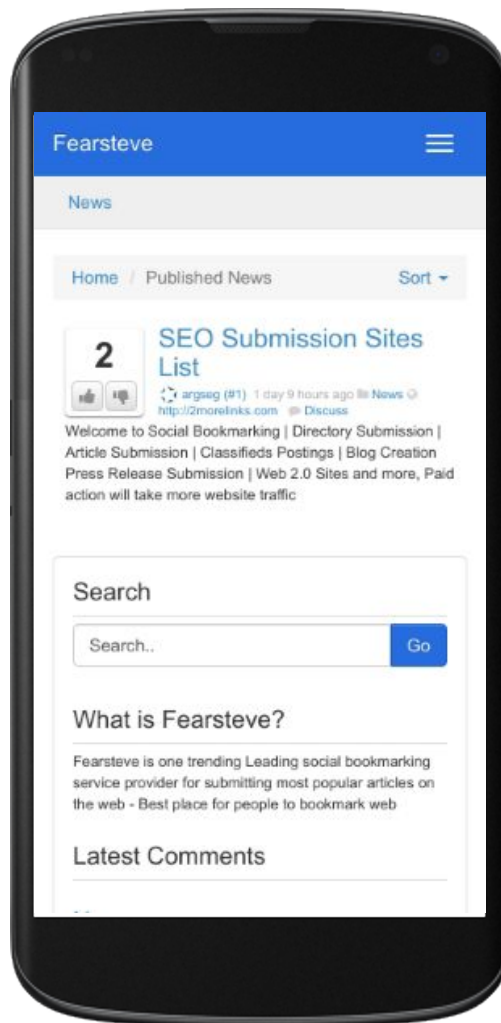 Fearsteve
News
Home / Published News Sort
2
SEO Submission Sites
List
argseg (#1) 1 day 9 hours ago News
http://2morelinks.com Discuss
Welcome to Social Bookmarking | Directory Submission |
Article Submission | Classifieds Postings | Blog Creation
Press Release Submission | Web 2.0 Sites and more, Paid
action will take more website traffic
Search
Search..
Go
What is Fearsteve?
Fearsteve is one trending Leading social bookmarking
service provider for submitting most popular articles on
the web - Best place for people to bookmark web
Latest Comments